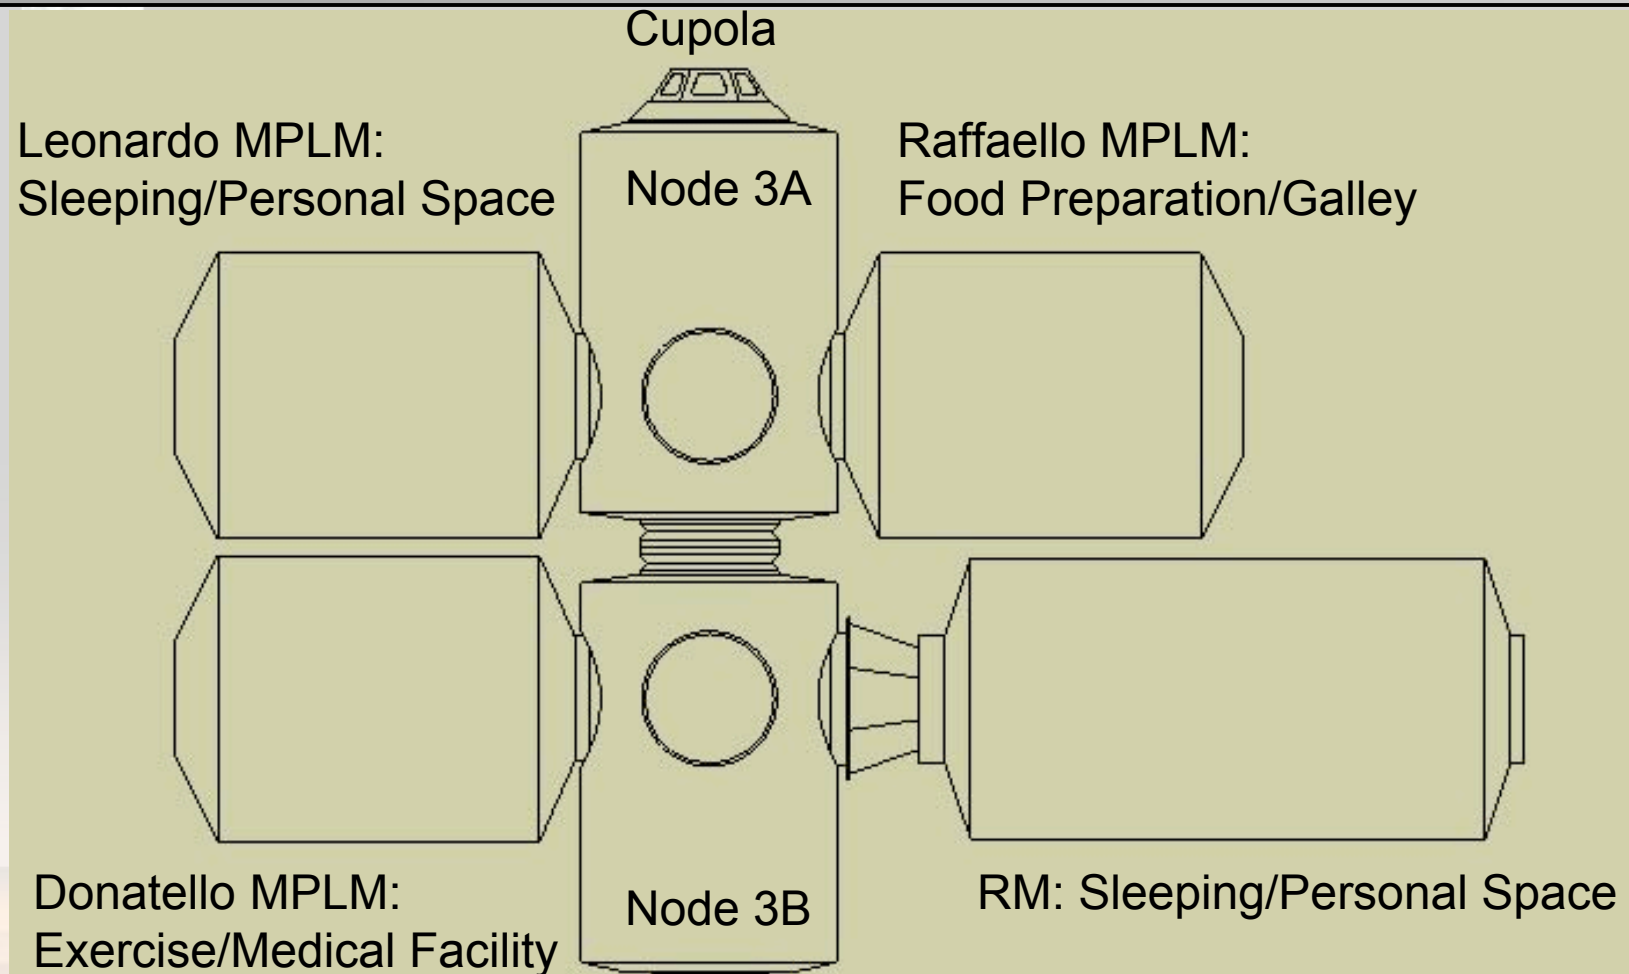 Cupola
Leonardo MPLM:
Sleeping/Personal Space
Node 3A
Raffaello MPLM:
Food Preparation/Galley
Donatello MPLM:
Exercise/Medical Facility
Node 3B
RM: Sleeping/Personal Space